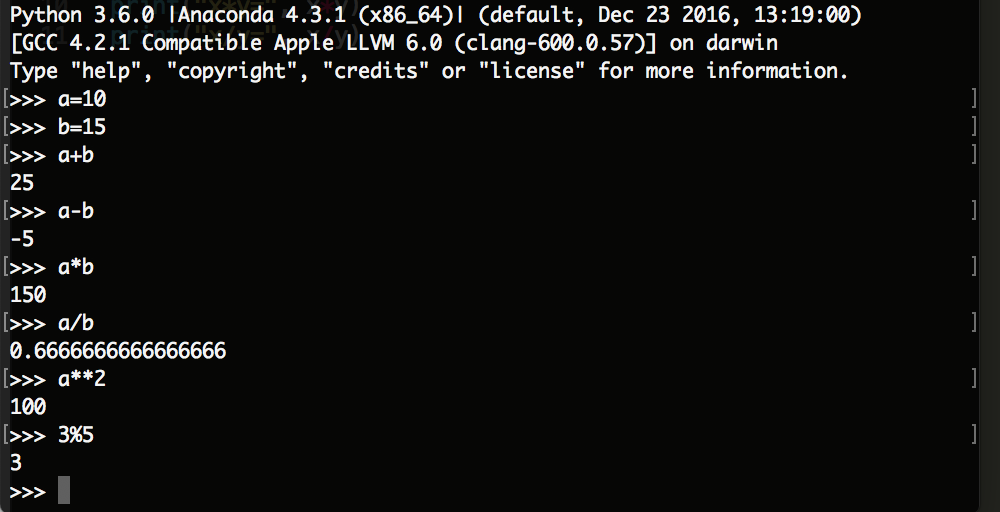 Python 3.6.0 |Anaconda 4.3.1 (x86_64)| (default, Dec 23 2016, 13:19:00)
[GCC 4.2.1 Compatible Apple LLVM 6.0 (clang-600.0.57)] on darwin
Type "help", "copyright", "credits" or "license" for more information.
[>>> a=10 ]
[>>> b=15 ]
[>>> a+b ]
25
[>>> a-b ]
-5
[>>> a*b ]
150
[>>> a/b ]
0.6666666666666666
[>>> a**2 ]
100
[>>> 3%5 ]
3
>>>